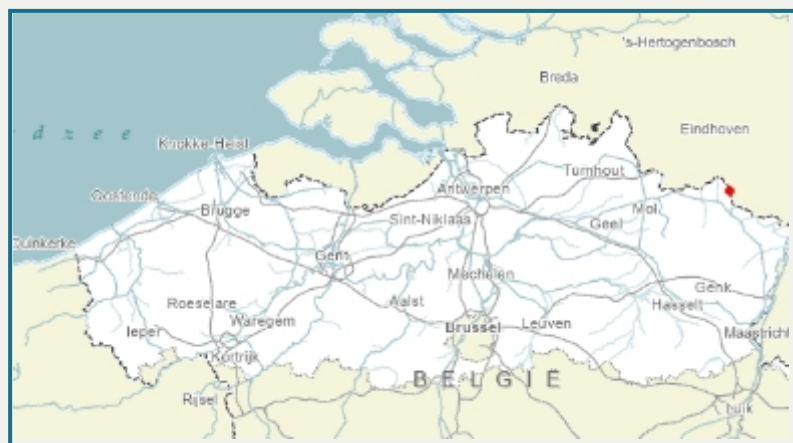 's-Hertogenbosch
Breda
Eindhoven
d z e e
Knokke-Heist
Turnhout
Oostende
Antwerpen
Mol
Brugge
Sint-Niklaas
Geel
Duinkerke
Gent
Mechelen
Genk
Roeselare
Aalst
Hasselt
Ieper
Waregem
Brussel
Leuven
Maastricht
Kortrijk
BELGIË
Rijsel
Luik